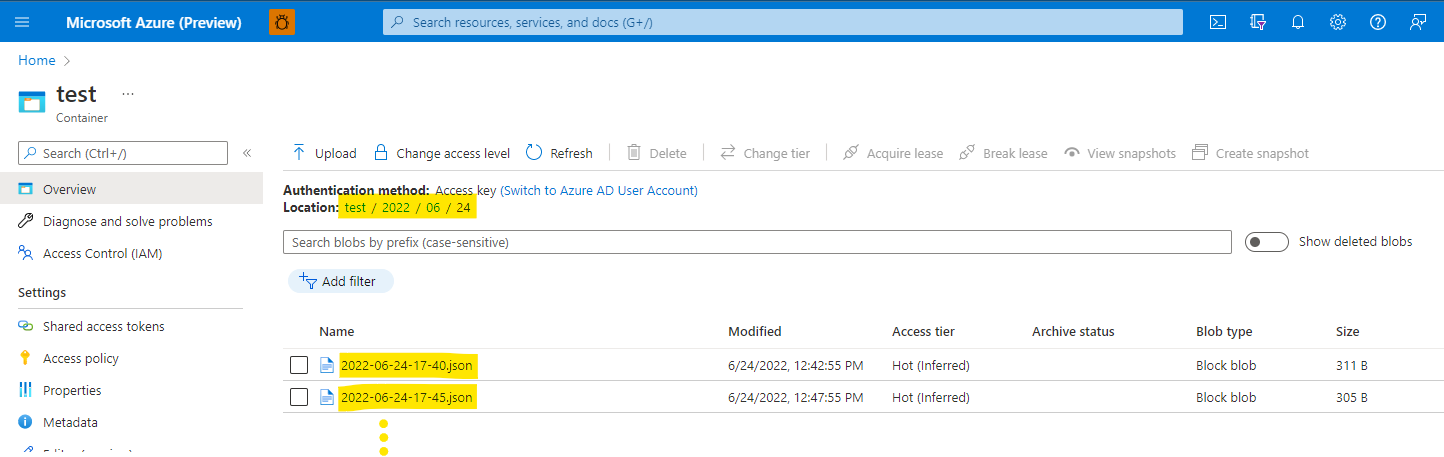 Microsoft Azure (Preview)
Search resources, services, and docs (G+/)
Home
test
...
Container
Search (Ctrl+/)
Upload
Change access level
Refresh
Delete
Change tier
Acquire lease
Break lease
View snapshots
Create snapshot
Overview
Diagnose and solve problems
Access Control (IAM)
Settings
Shared access tokens
Access policy
Properties
Metadata
Authentication method: Access key (Switch to Azure AD User Account)
Location: test / 2022 / 06 / 24
Search blobs by prefix (case-sensitive)
Show deleted blobs
Add filter
Name Modified Access tier Archive status Blob type Size
2022-06-24-17-40.json 6/24/2022, 12:42:55 PM Hot (Inferred) Block blob 311 B
2022-06-24-17-45.json 6/24/2022, 12:47:55 PM Hot (Inferred) Block blob 305 B